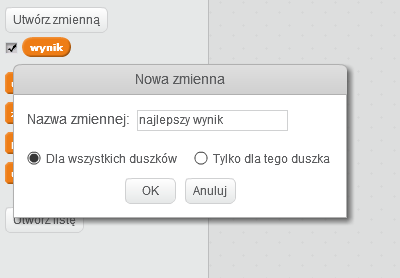 Utwórz zmienną
wynik
Nowa zmienna
Nazwa zmiennej: najlepszy wynik
Dla wszystkich duszków Tylko dla tego duszka
OK Anuluj
Utwórz listę